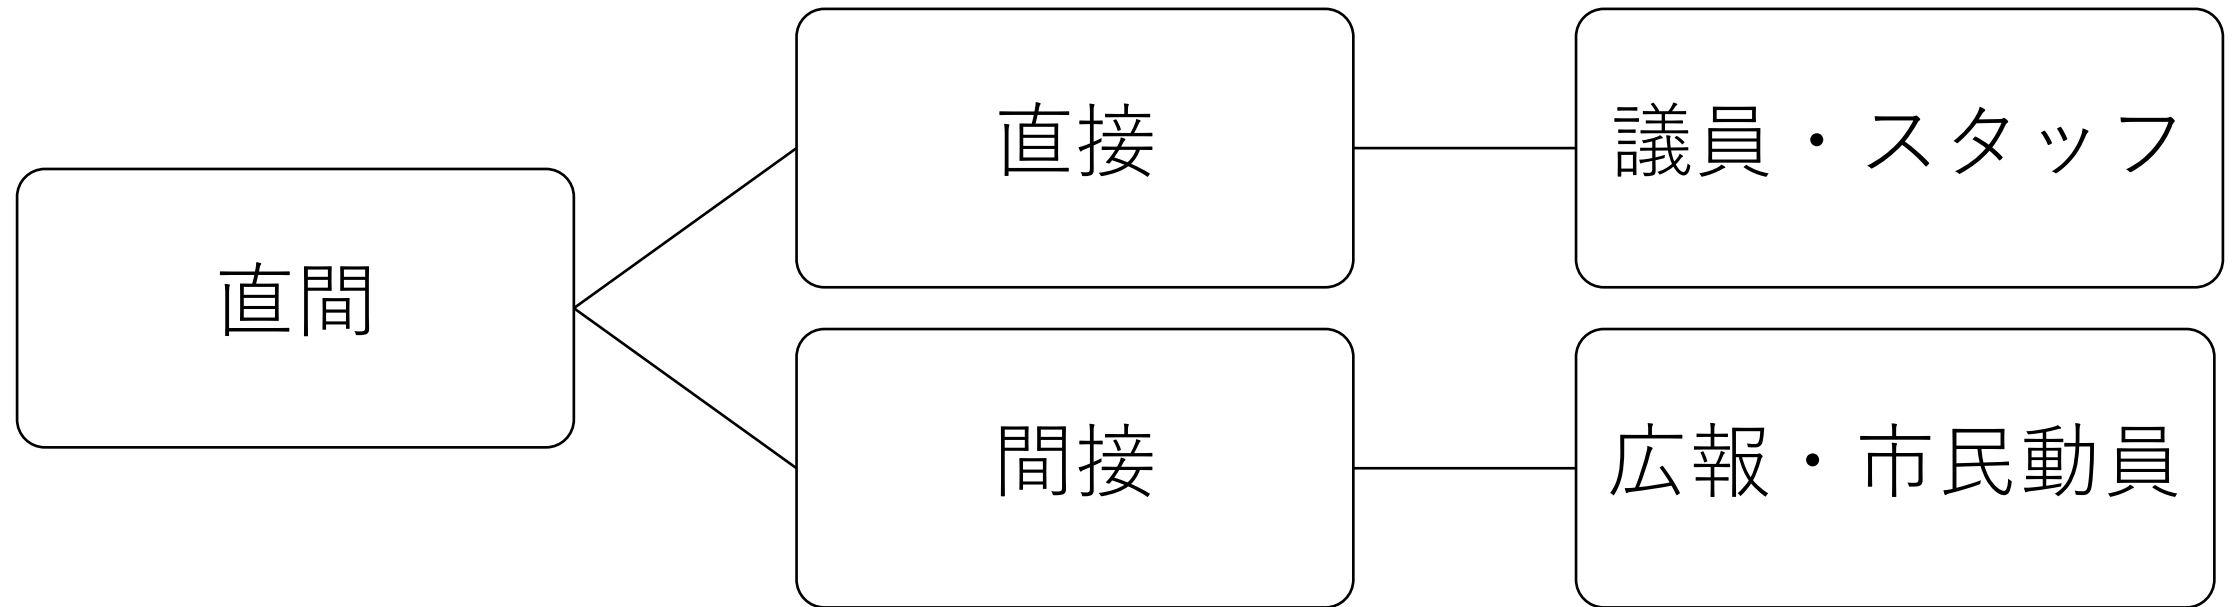 直間
直接
議員・スタッフ
間接
広報・市民動員